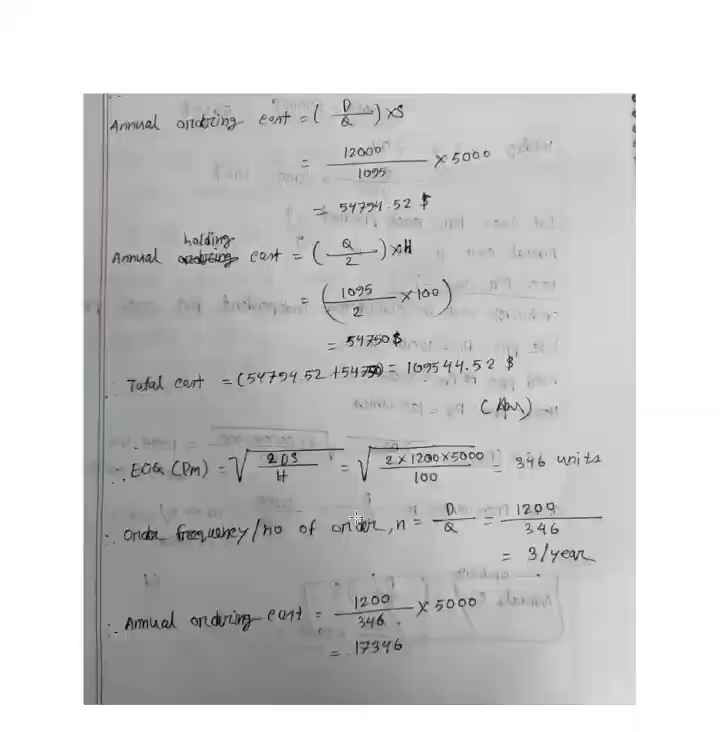 Annual ordering cost = ( D/Q ) × S
= 12000/1095 × 5000
= 54794.52 $
Annual holding cost = ( Q/2 ) × H
= ( 1095/2 × 100 )
= 54750 $
∴ Total cost = (54794.52 + 54750) = 109544.52 $
∴ EOQ (Pm) = √ 2DS/H = √ 2×1200×5000/100 = 346 units
∴ Order frequency/no of order, n = D/Q = 1200/346
= 3/year
∴ Annual ordering cost = 1200/346 × 5000
= 17346